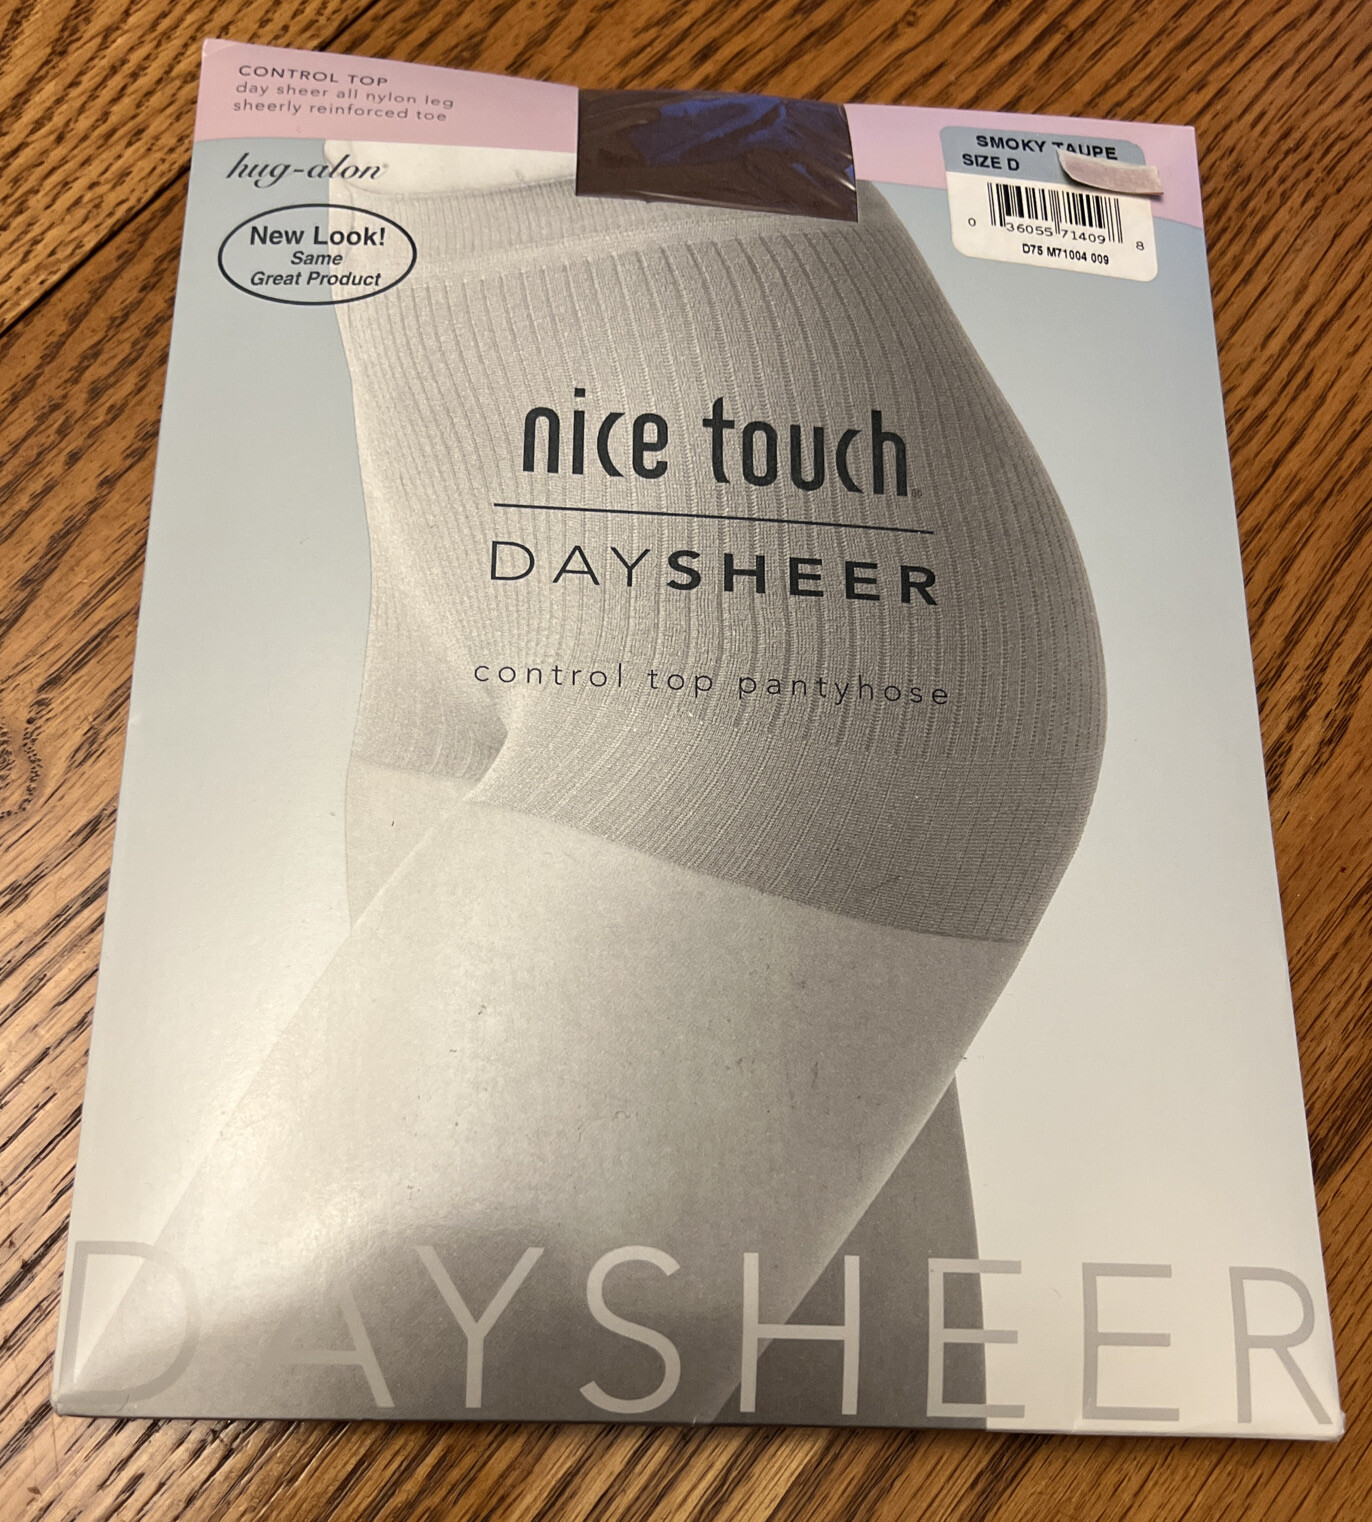 CONTROL TOP
day sheer all nylon leg
sheerly reinforced toe
hug-alon®
New Look!
Same
Great Product
SMOKY TAUPE
SIZE D
0 36055 71409 8
D75 M71004 009
nice touch®
DAYSHEER
control top pantyhose
DAYSHEER